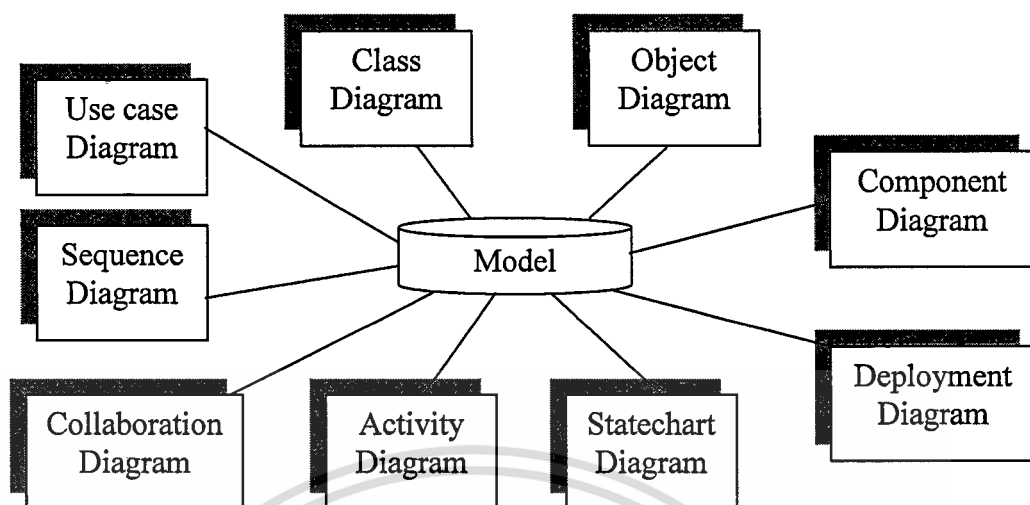 Class
Diagram
Object
Diagram
Use case
Diagram
Component
Diagram
Sequence
Diagram
Model
Deployment
Diagram
Collaboration
Diagram
Activity
Diagram
Statechart
Diagram